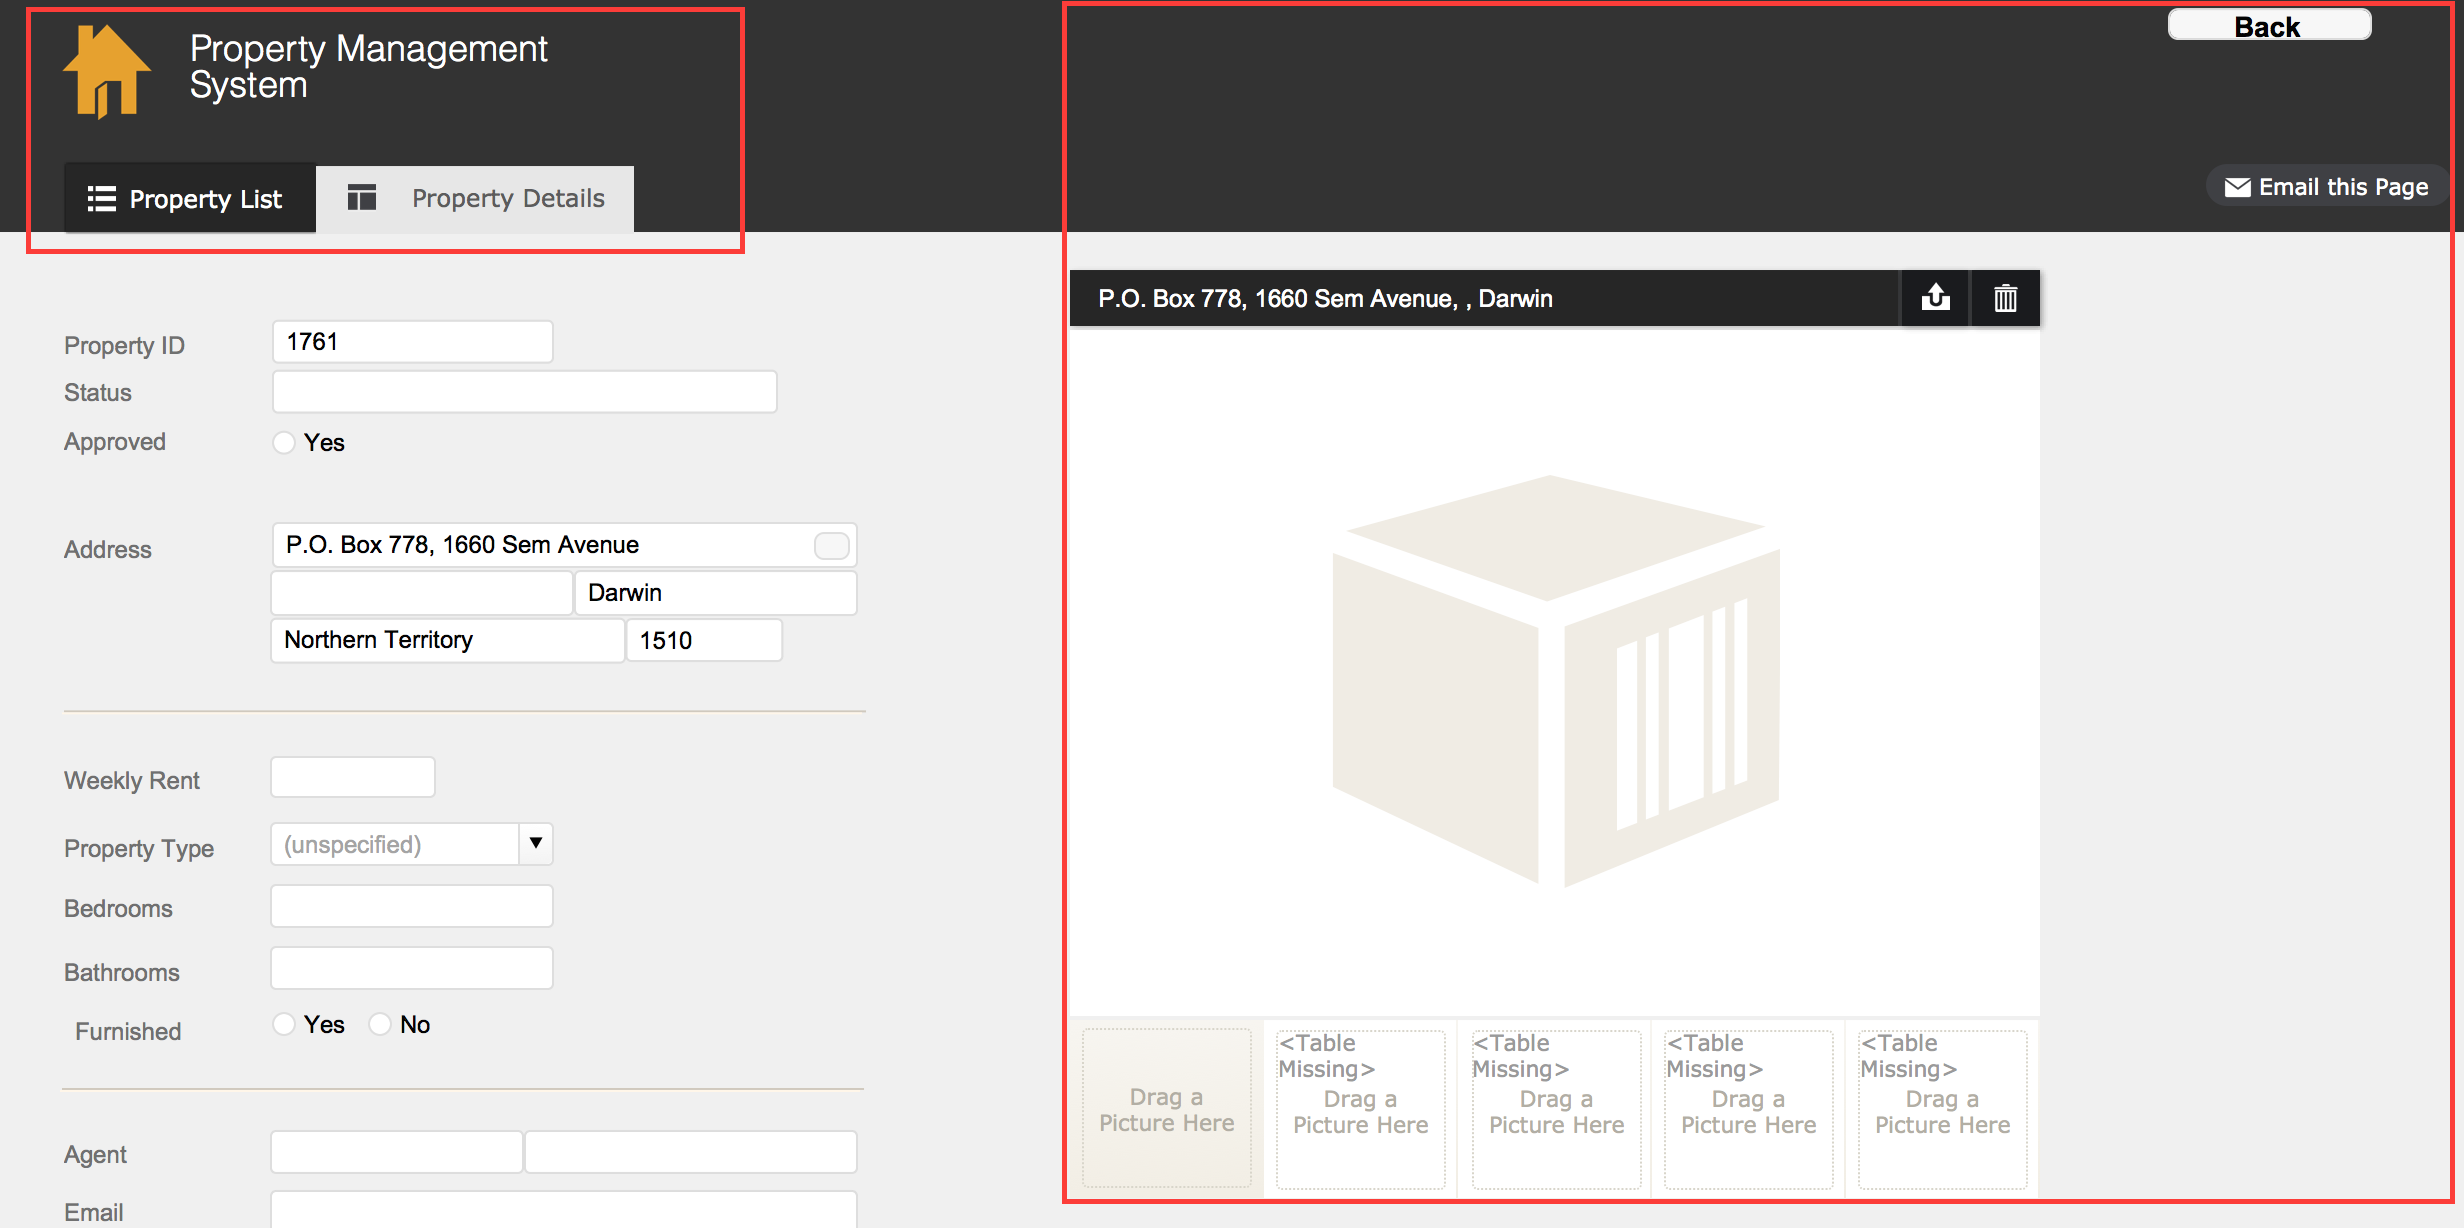 Property Management
System
Back
Property List
Property Details
Email this Page
P.O. Box 778, 1660 Sem Avenue, , Darwin
Property ID
1761
Status
Approved
Yes
Address
P.O. Box 778, 1660 Sem Avenue
Darwin
Northern Territory
1510
Weekly Rent
Property Type
(unspecified)
Bedrooms
Bathrooms
Furnished
Yes
No
Agent
Email
Drag a
Picture Here
<Table
Missing>
Drag a
Picture Here
<Table
Missing>
Drag a
Picture Here
<Table
Missing>
Drag a
Picture Here
<Table
Missing>
Drag a
Picture Here